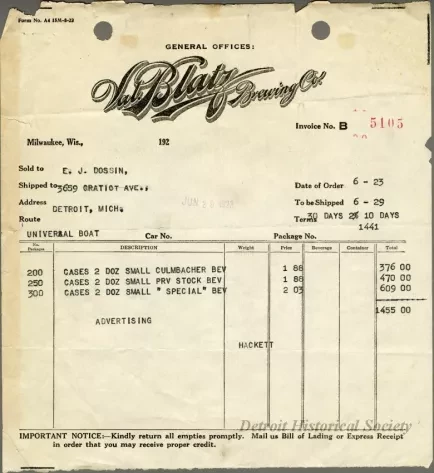 Form No. A4 15M-8-25
GENERAL OFFICES:
Val Blatz Brewing Co.
Invoice No. B 5105
Milwaukee, Wis., 192
Sold to E. J. DOSSIN,
Shipped to 3659 GRATIOT AVE.,
Date of Order 6 - 23
Address DETROIT, MICH.
To be Shipped 6 - 29
Route UNIVERSAL BOAT
Terms 30 DAYS 2% 10 DAYS
1441
Car No. Package No.
No. Packages DESCRIPTION Weight Price Beverage Container Total
200 CASES 2 DOZ SMALL CULMBACHER BEV 1 88 376 00
250 CASES 2 DOZ SMALL PRV STOCK BEV 1 88 470 00
300 CASES 2 DOZ SMALL " SPECIAL" BEV 2 03 609 00
1455 00
ADVERTISING
HACKETT
Detroit Historical Society
IMPORTANT NOTICE:—Kindly return all empties promptly. Mail us Bill of Lading or Express Receipt
in order that you may receive proper credit.